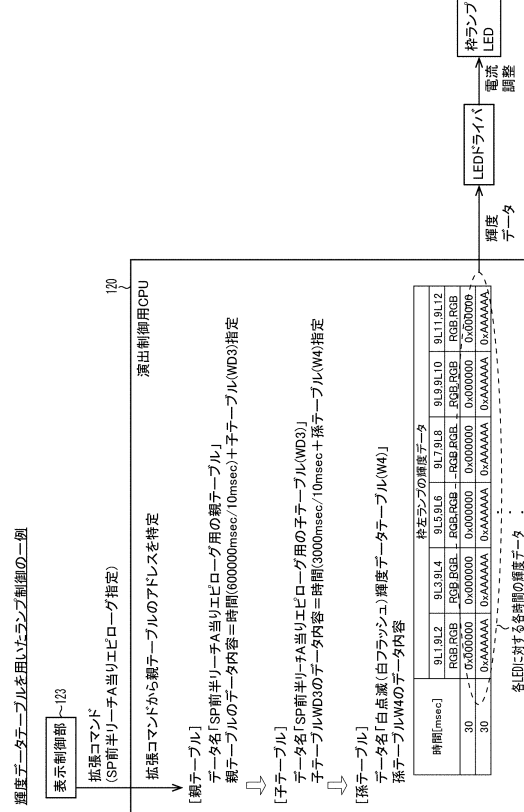 輝度データテーブルを用いたランプ制御の一例
表示制御部
123
拡張コマンド
(SP前半リーチA当りエピローグ指定)
120
演出制御用CPU
拡張コマンドから親テーブルのアドレスを特定
[親テーブル]
データ名「SP前半リーチA当りエピローグ用の親テーブル」
親テーブルのデータ内容＝時間(600000msec/10msec)＋子テーブル(WD3)指定
[子テーブル]
データ名「SP前半リーチA当りエピローグ用の子テーブル(WD3)」
子テーブルWD3のデータ内容＝時間(3000msec/10msec＋孫テーブル(W4)指定
[孫テーブル]
データ名「白点滅(白フラッシュ)輝度データテーブル(W4)」
孫テーブルW4のデータ内容
時間[msec] 枠左ランプの輝度データ
9L1,9L2 9L3,9L4 9L5,9L6 9L7,9L8 9L9,9L10 9L11,9L12
RGB,RGB RGB,RGB RGB,RGB RGB,RGB RGB,RGB RGB,RGB
30 0x000000 0x000000 0x000000 0x000000 0x000000 0x000000
30 0xAAAAAA 0xAAAAAA 0xAAAAAA 0xAAAAAA 0xAAAAAA 0xAAAAAA
各LEDに対する各時間の輝度データ
輝度
データ
LEDドライバ
電流
調整
枠ランプ
LED